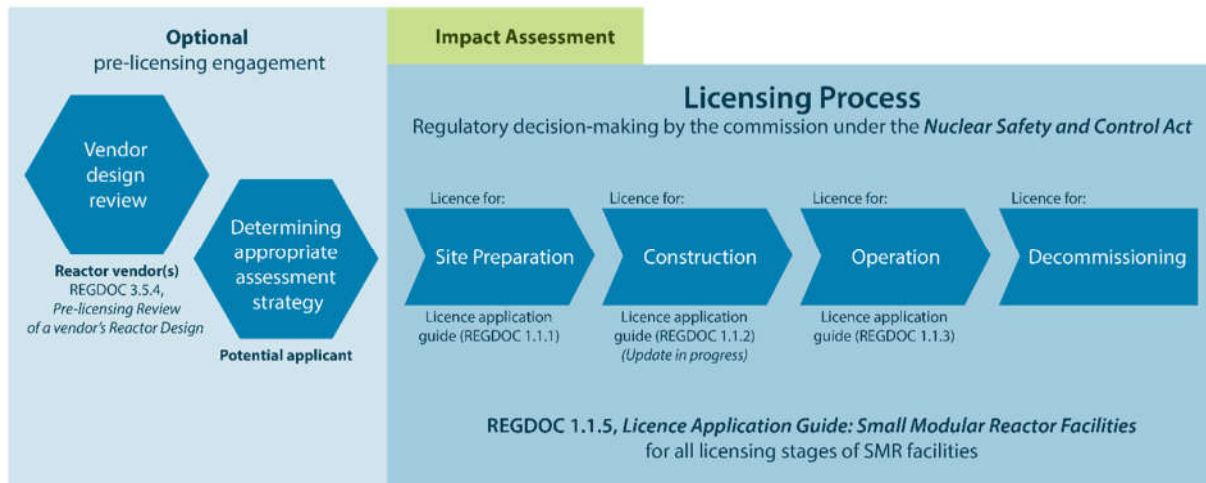 Optional
pre-licensing engagement
Vendor
design
review
Reactor vendor(s)
REGDOC 3.5.4,
Pre-licensing Review
of a vendor's Reactor Design
Determining
appropriate
assessment
strategy
Potential applicant
Impact Assessment
Licensing Process
Regulatory decision-making by the commission under the Nuclear Safety and Control Act
Licence for:
Site Preparation
Licence application
guide (REGDOC 1.1.1)
Licence for:
Construction
Licence application
guide (REGDOC 1.1.2)
(Update in progress)
Licence for:
Operation
Licence application
guide (REGDOC 1.1.3)
Licence for:
Decommissioning
REGDOC 1.1.5, Licence Application Guide: Small Modular Reactor Facilities
for all licensing stages of SMR facilities